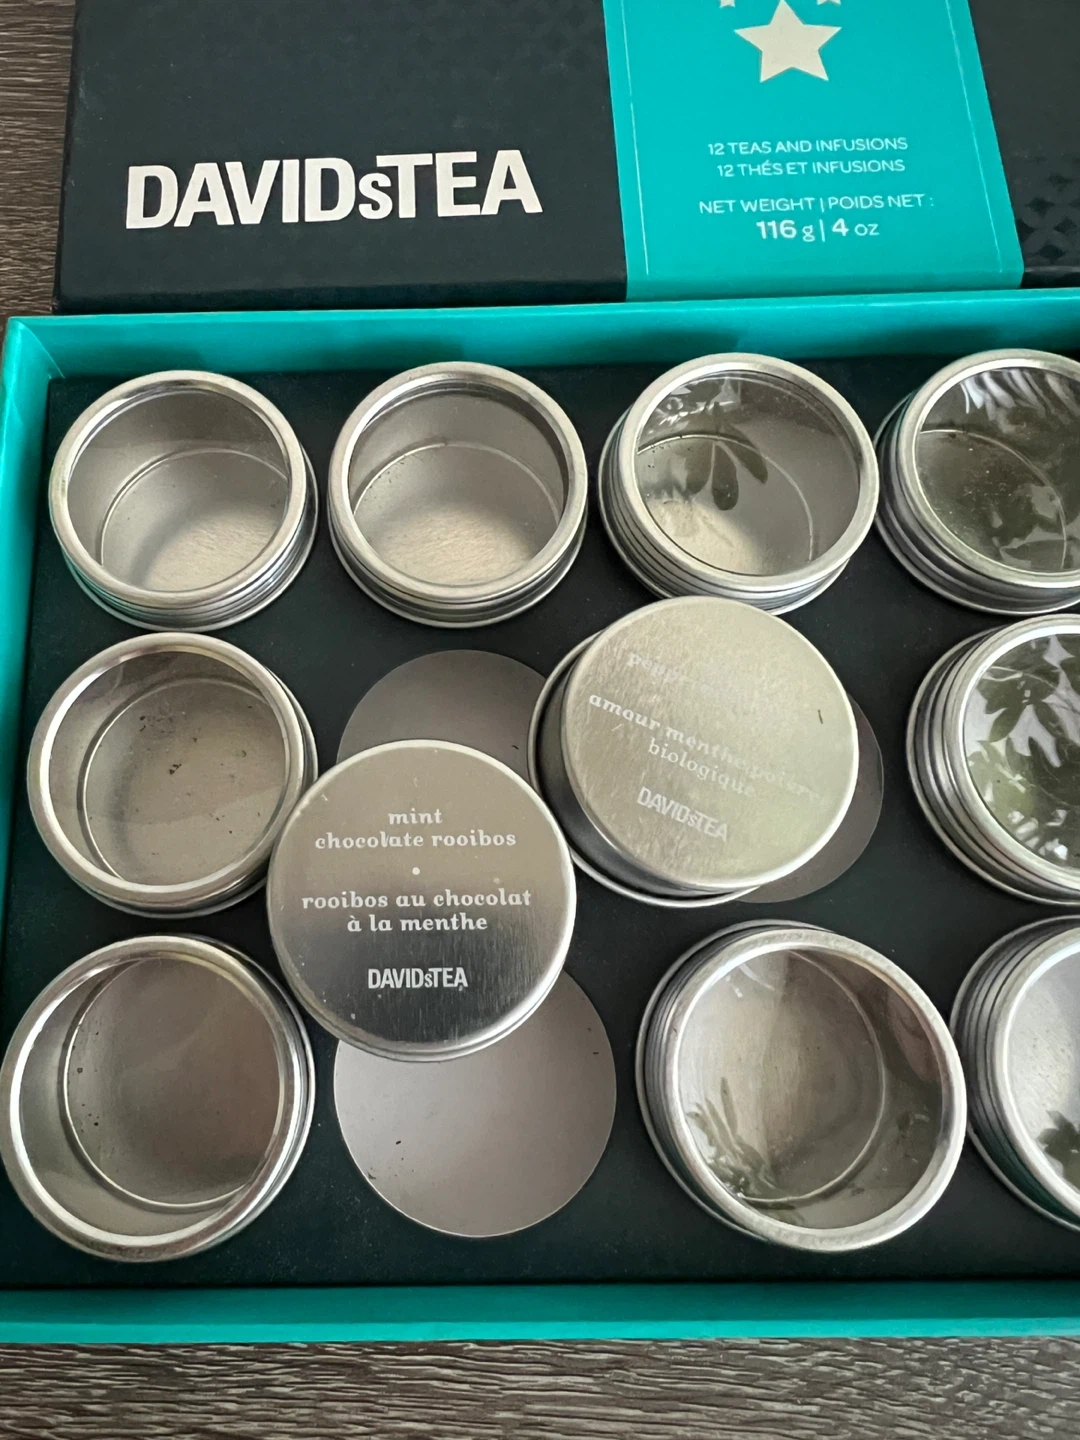 DAVIDsTEA
12 TEAS AND INFUSIONS
12 THÉS ET INFUSIONS
NET WEIGHT | POIDS NET :
116 g | 4 oz
amour menthe poivrée
biologique
DAVIDsTEA
mint
chocolate rooibos
rooibos au chocolat
à la menthe
DAVIDsTEA